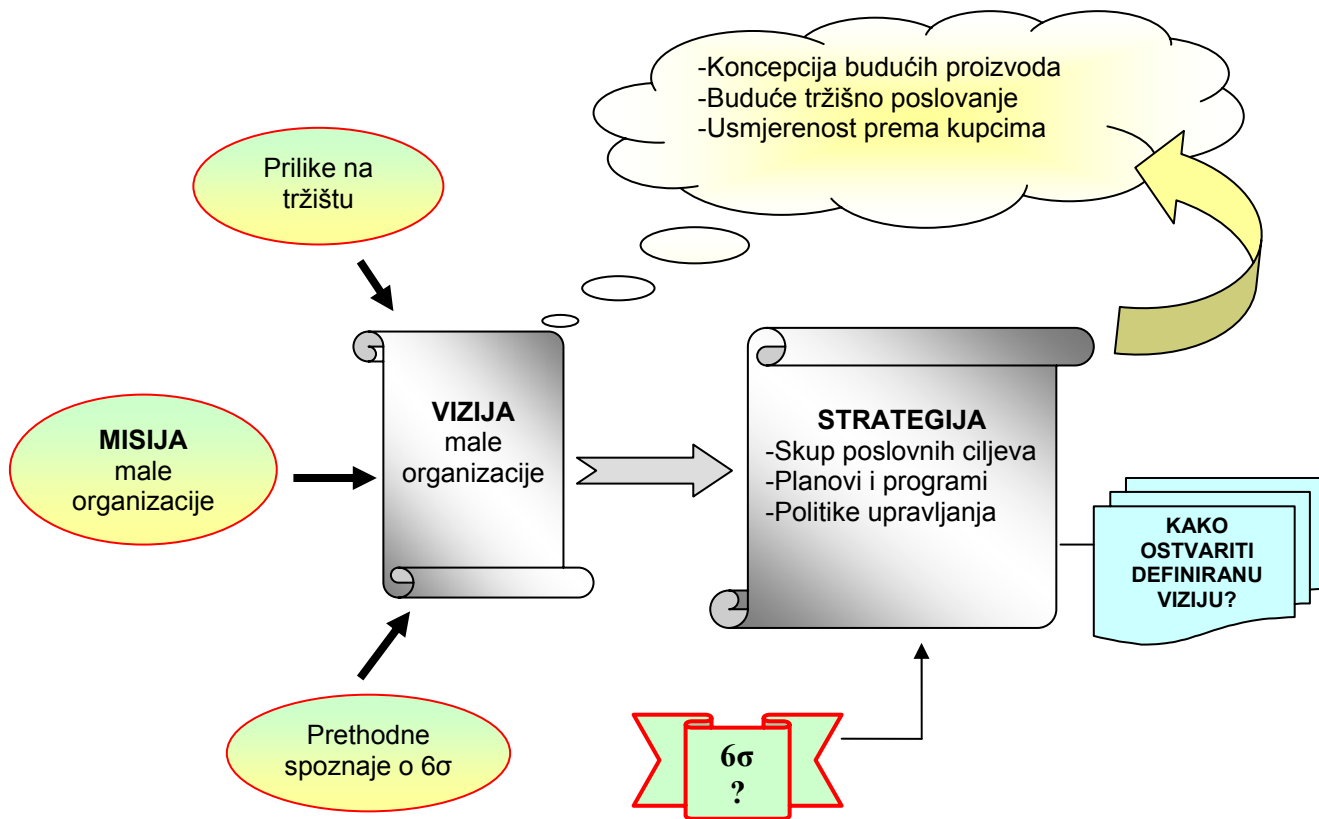 -Koncepcija budućih proizvoda
-Buduće tržišno poslovanje
-Usmjerenost prema kupcima
Prilike na
tržištu
MISIJA
male
organizacije
VIZIJA
male
organizacije
STRATEGIJA
-Skup poslovnih ciljeva
-Planovi i programi
-Politike upravljanja
KAKO
OSTVARITI
DEFINIRANU
VIZIJU?
Prethodne
spoznaje o 6σ
6σ
?